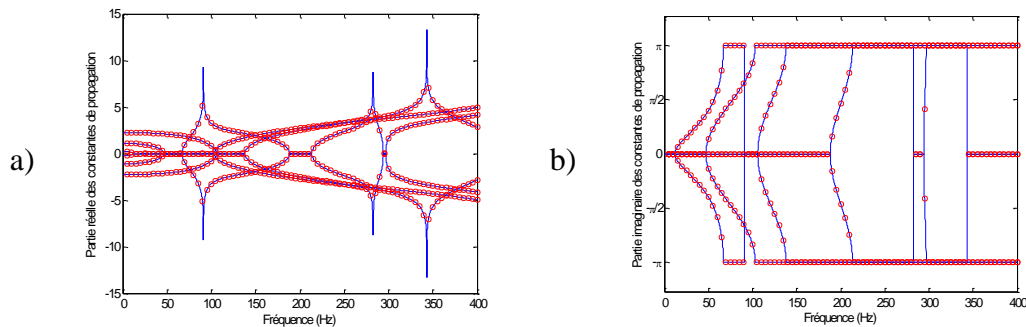 a)
Partie réelle des constantes de propagation
15
10
5
0
-5
-10
-15
0 50 100 150 200 250 300 350 400
Fréquence (Hz)
b)
Partie imaginaire des constantes de propagation
π
π/2
0
-π/2
-π
0 50 100 150 200 250 300 350 400
Fréquence (Hz)